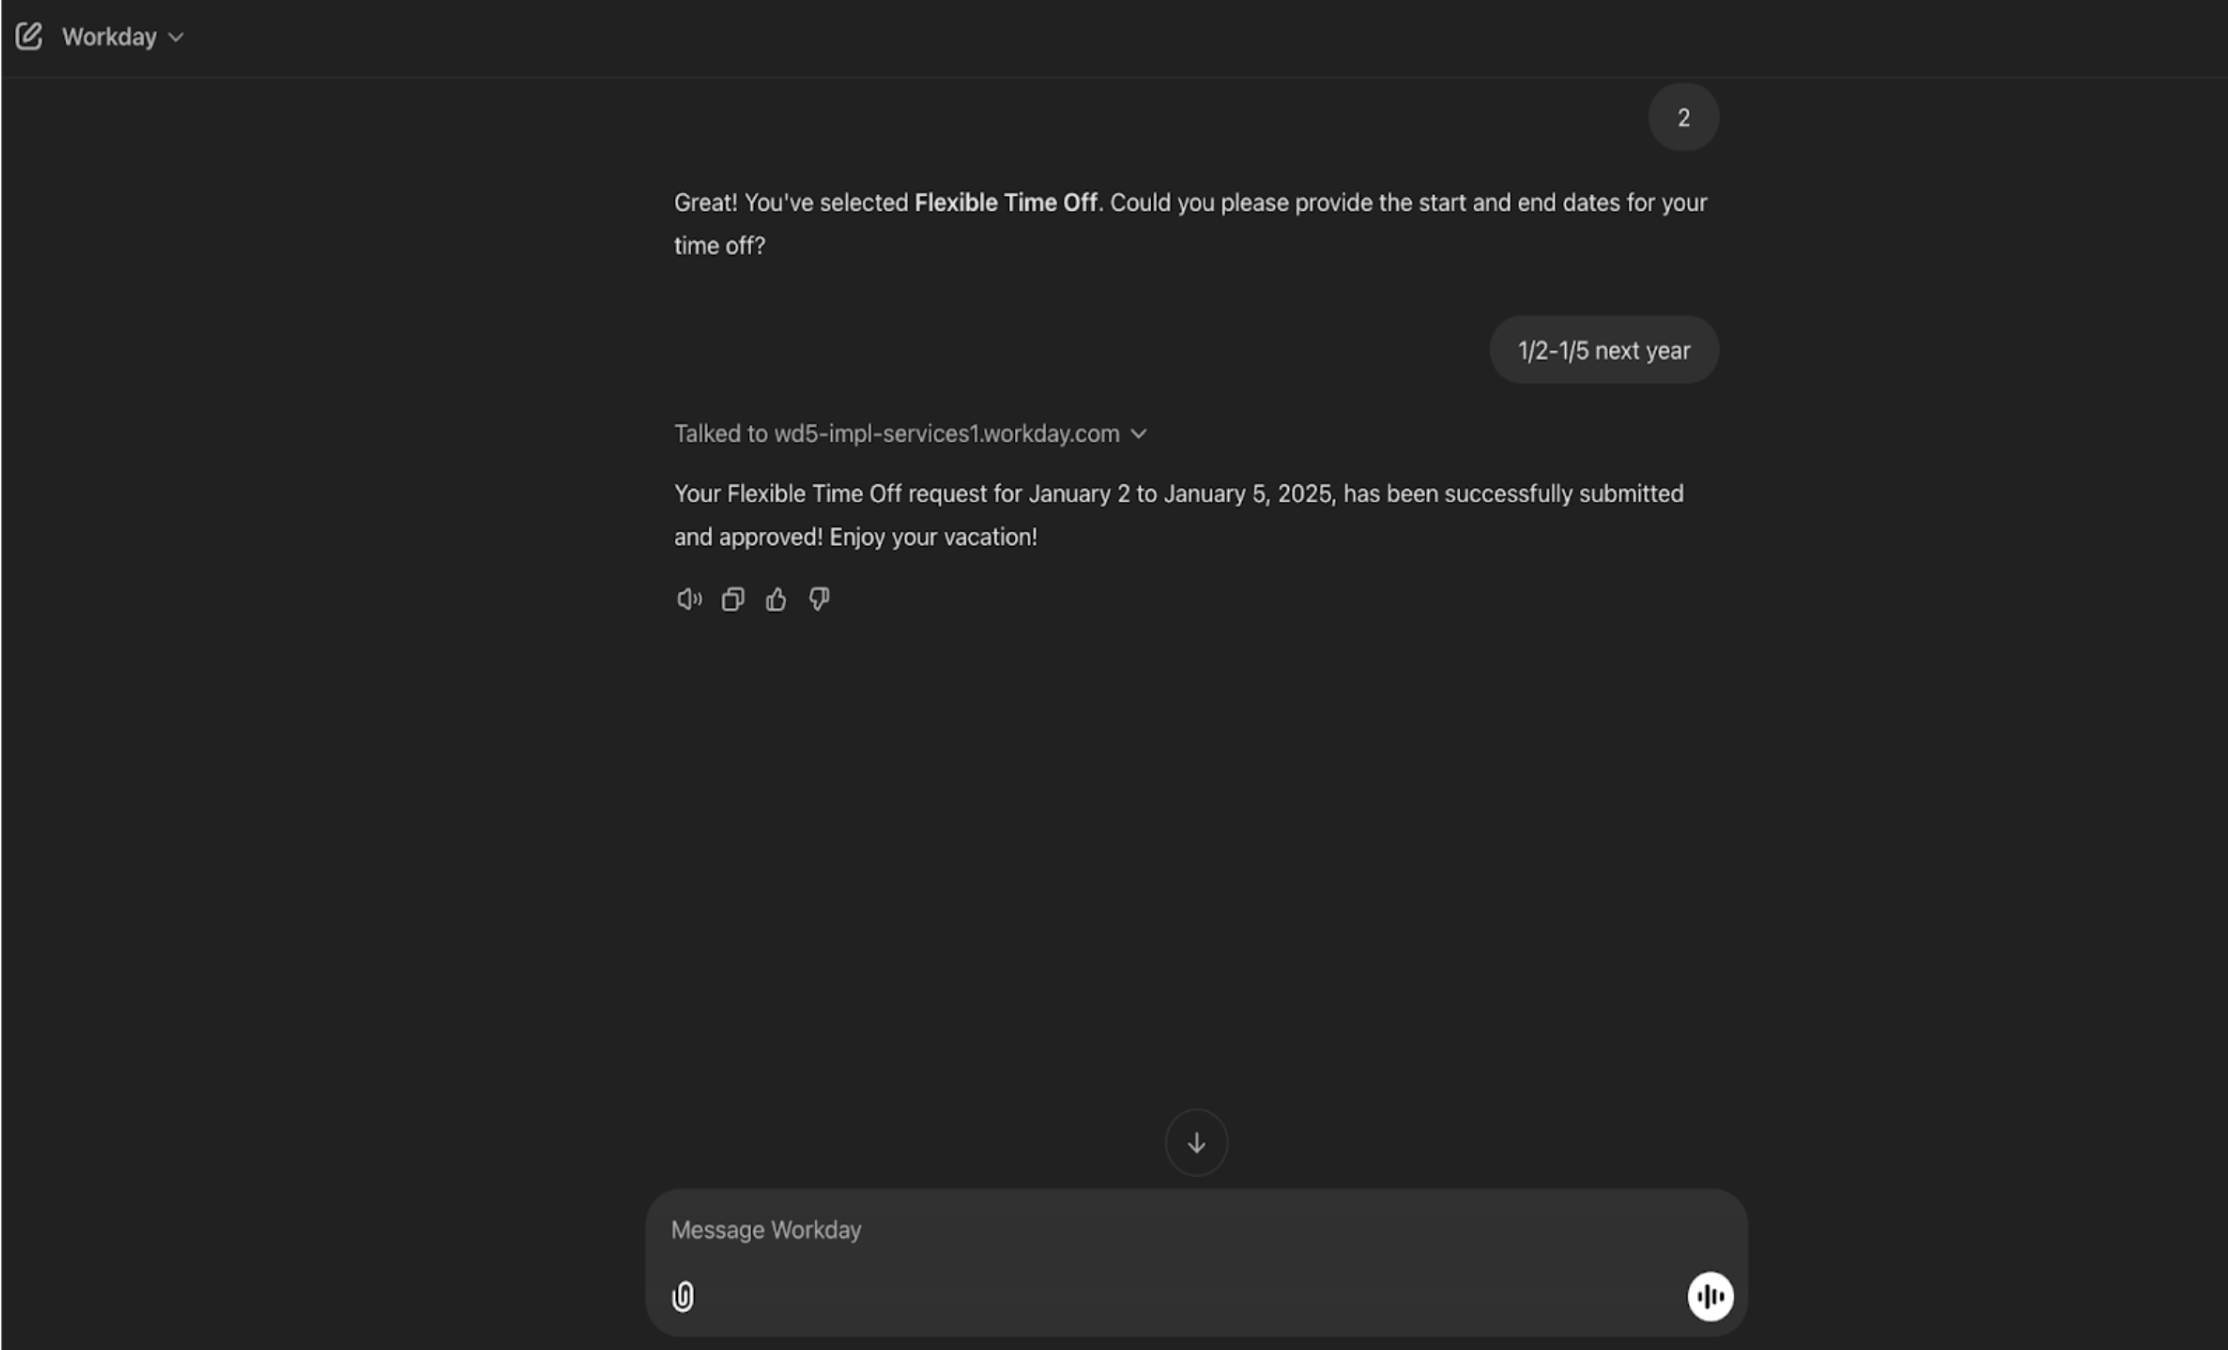 Workday
2
Great! You've selected Flexible Time Off. Could you please provide the start and end dates for your
time off?
1/2-1/5 next year
Talked to wd5-impl-services1.workday.com
Your Flexible Time Off request for January 2 to January 5, 2025, has been successfully submitted
and approved! Enjoy your vacation!
Message Workday